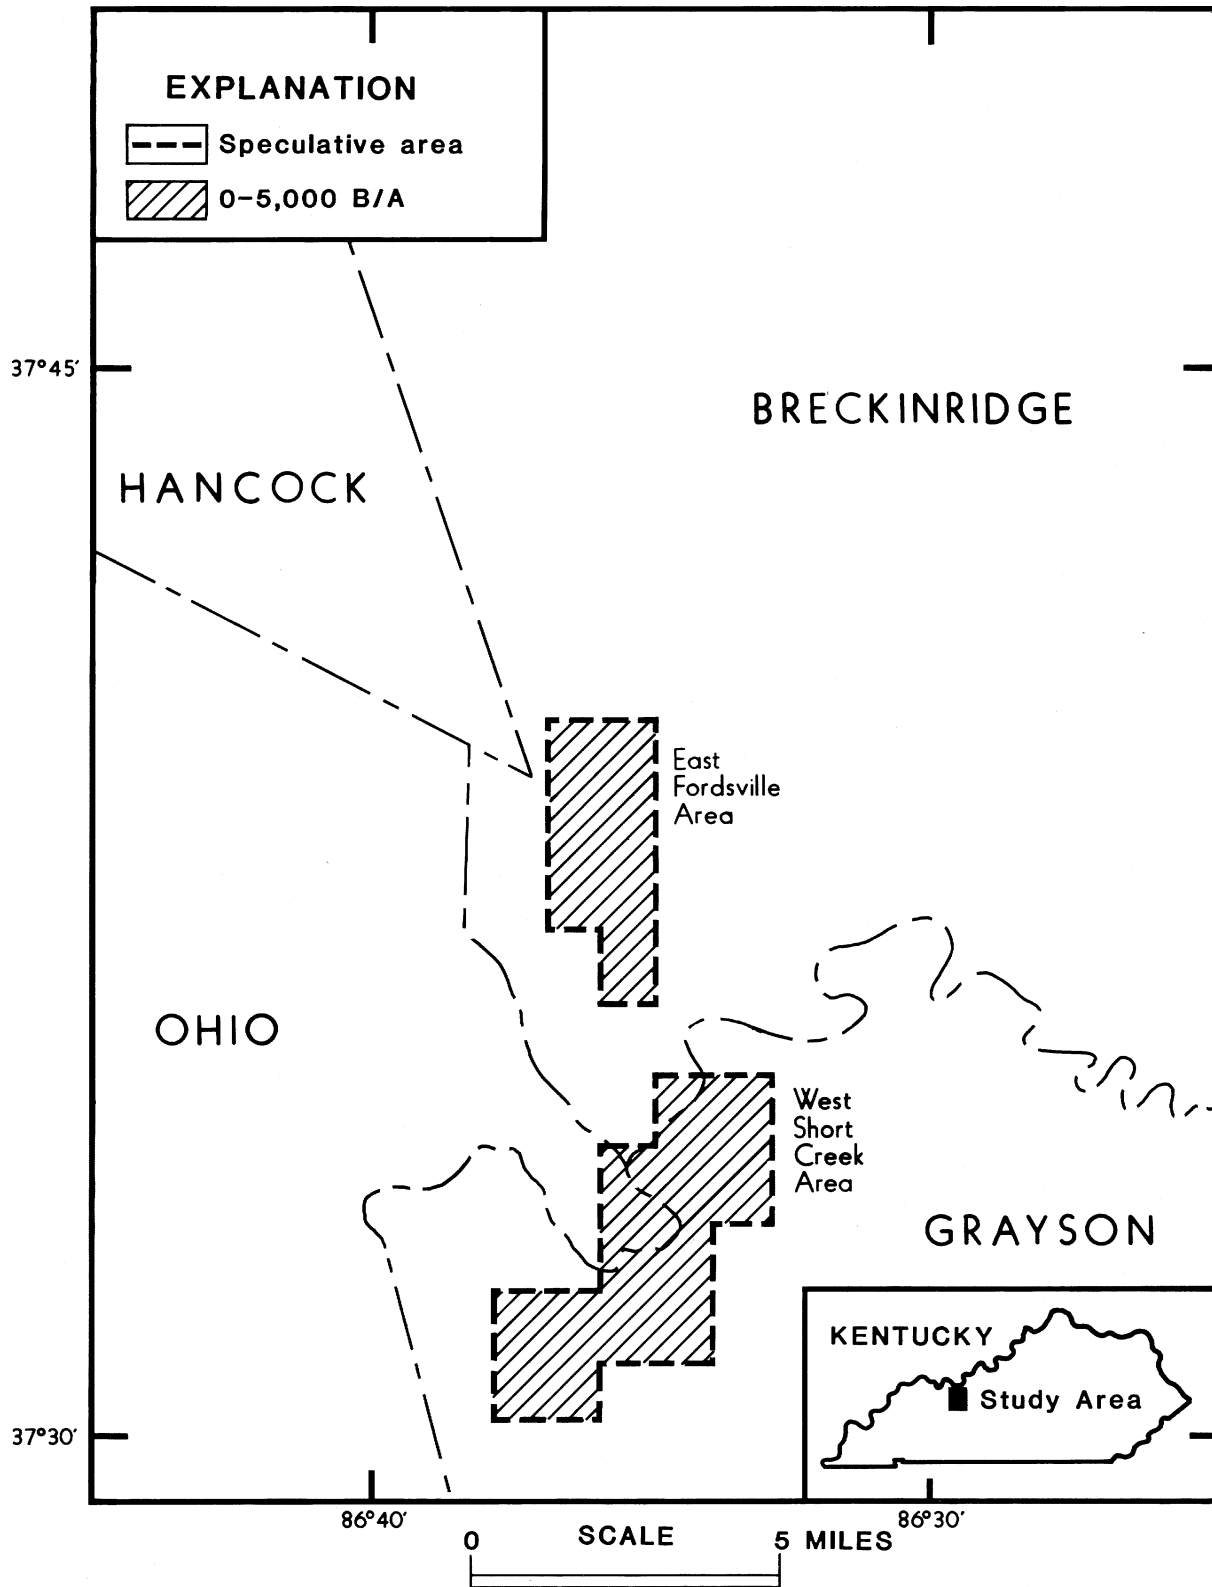 EXPLANATION
Speculative area
0-5,000 B/A
37°45'
BRECKINRIDGE
HANCOCK
East
Fordsville
Area
OHIO
West
Short
Creek
Area
GRAYSON
KENTUCKY
Study Area
37°30'
86°40'
86°30'
SCALE
0
5 MILES